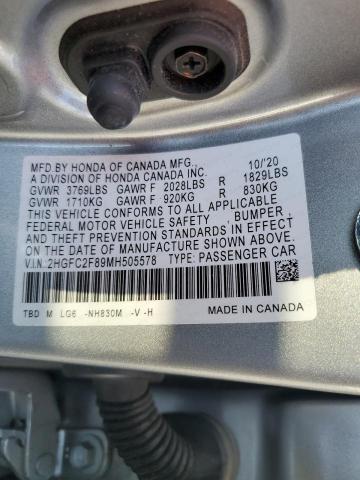 MFD.BY HONDA OF CANADA MFG., 10/'20
A DIVISION OF HONDA CANADA INC.
GVWR 3769LBS GAWR F 2028LBS R 1829LBS
GVWR 1710KG GAWR F 920KG R 830KG
THIS VEHICLE CONFORMS TO ALL APPLICABLE
FEDERAL MOTOR VEHICLE SAFETY , BUMPER ,
AND THEFT PREVENTION STANDARDS IN EFFECT
ON THE DATE OF MANUFACTURE SHOWN ABOVE.
V.I.N:2HGFC2F89MH505578 TYPE: PASSENGER CAR
TBD M LG6 -NH830M -V -H MADE IN CANADA